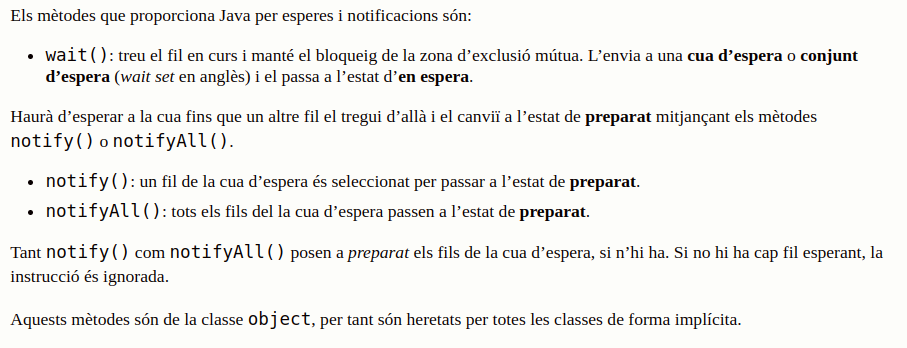 Els mètodes que proporciona Java per esperes i notificacions són:
• wait(): treu el fil en curs i manté el bloqueig de la zona d’exclusió mútua. L’envia a una cua d’espera o conjunt
d’espera (wait set en anglès) i el passa a l’estat d’en espera.
Haurà d’esperar a la cua fins que un altre fil el tregui d’allà i el canviï a l’estat de preparat mitjançant els mètodes
notify() o notifyAll().
• notify(): un fil de la cua d’espera és seleccionat per passar a l’estat de preparat.
• notifyAll(): tots els fils del la cua d’espera passen a l’estat de preparat.
Tant notify() com notifyAll() posen a preparat els fils de la cua d’espera, si n’hi ha. Si no hi ha cap fil esperant, la
instrucció és ignorada.
Aquests mètodes són de la classe object, per tant són heretats per totes les classes de forma implícita.